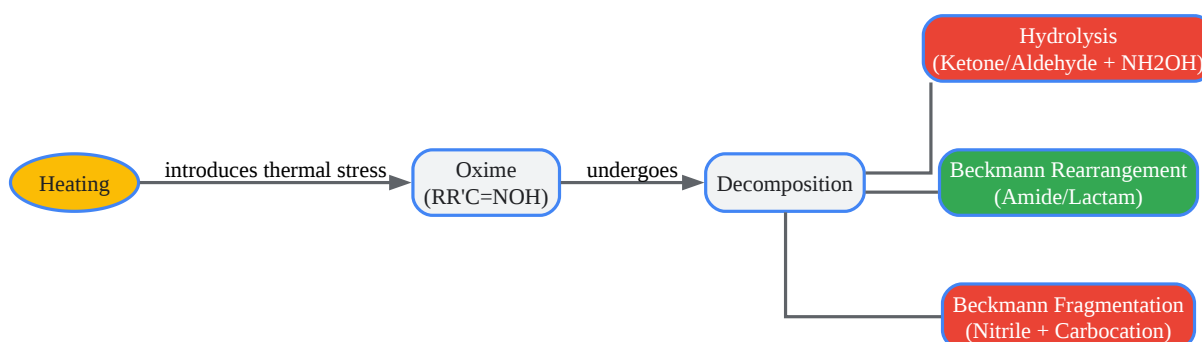 Heating
introduces thermal stress
Oxime
(RR'C=NOH)
undergoes
Decomposition
Hydrolysis
(Ketone/Aldehyde + NH2OH)
Beckmann Rearrangement
(Amide/Lactam)
Beckmann Fragmentation
(Nitrile + Carbocation)